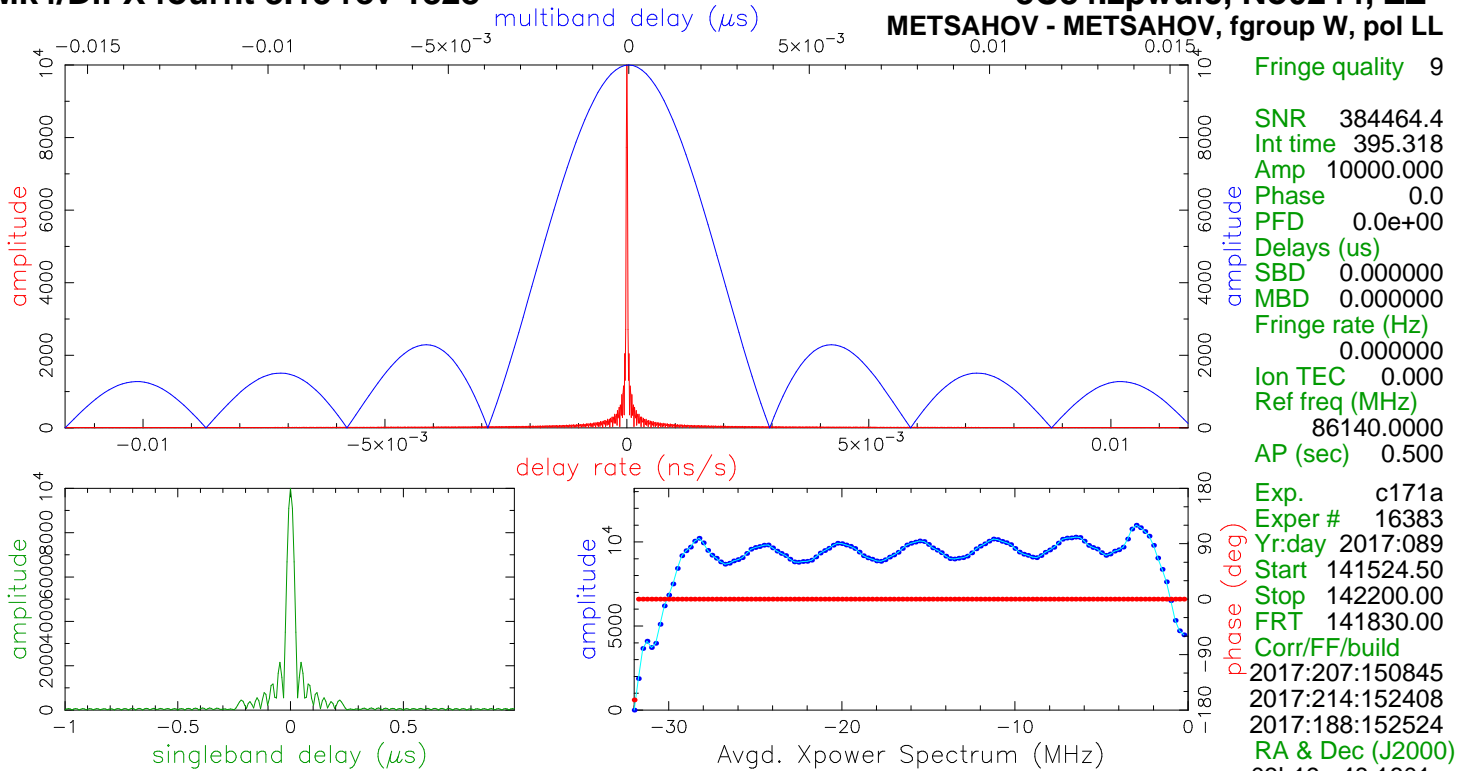 multiband delay (μs)
METSAHOV - METSAHOV, fgroup W, pol LL
−0.015 −0.01 −5×10⁻³ 0 5×10⁻³ 0.01 0.015
amplitude
0 2000 4000 6000 8000 10⁴
amplitude
0 2000 4000 6000 8000 10⁴
−0.01 −5×10⁻³ 0 5×10⁻³ 0.01
delay rate (ns/s)
Fringe quality 9
SNR 384464.4
Int time 395.318
Amp 10000.000
Phase 0.0
PFD 0.0e+00
Delays (us)
SBD 0.000000
MBD 0.000000
Fringe rate (Hz)
0.000000
Ion TEC 0.000
Ref freq (MHz)
86140.0000
AP (sec) 0.500
Exp. c171a
Exper # 16383
Yr:day 2017:089
Start 141524.50
Stop 142200.00
FRT 141830.00
Corr/FF/build
2017:207:150845
2017:214:152408
2017:188:152524
RA & Dec (J2000)
amplitude
0 2000 4000 6000 8000 10⁴
−1 −0.5 0 0.5
singleband delay (μs)
amplitude
0 5000 10⁴
−180 −90 0 90 180
phase (deg)
−30 −20 −10 0
Avgd. Xpower Spectrum (MHz)